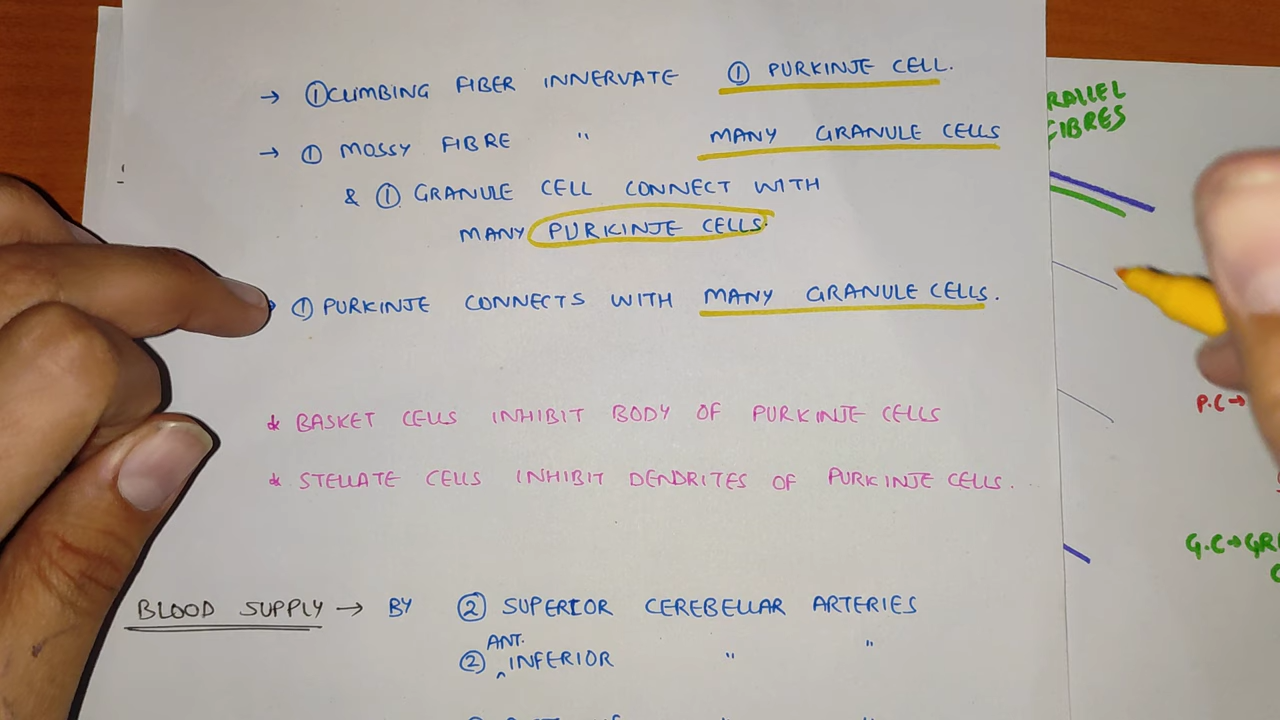 → ① CLIMBING FIBER INNERVATE ① PURKINJE CELL.
→ ① MOSSY FIBRE " MANY GRANULE CELLS
& ① GRANULE CELL CONNECT WITH
MANY PURKINJE CELLS.
① PURKINJE CONNECTS WITH MANY GRANULE CELLS.
* BASKET CELLS INHIBIT BODY OF PURKINJE CELLS
* STELLATE CELLS INHIBIT DENDRITES OF PURKINJE CELLS.
BLOOD SUPPLY → BY ② SUPERIOR CEREBELLAR ARTERIES
ANT.
② INFERIOR " "
RALLEL
FIBRES
P.C→
G.C→GR